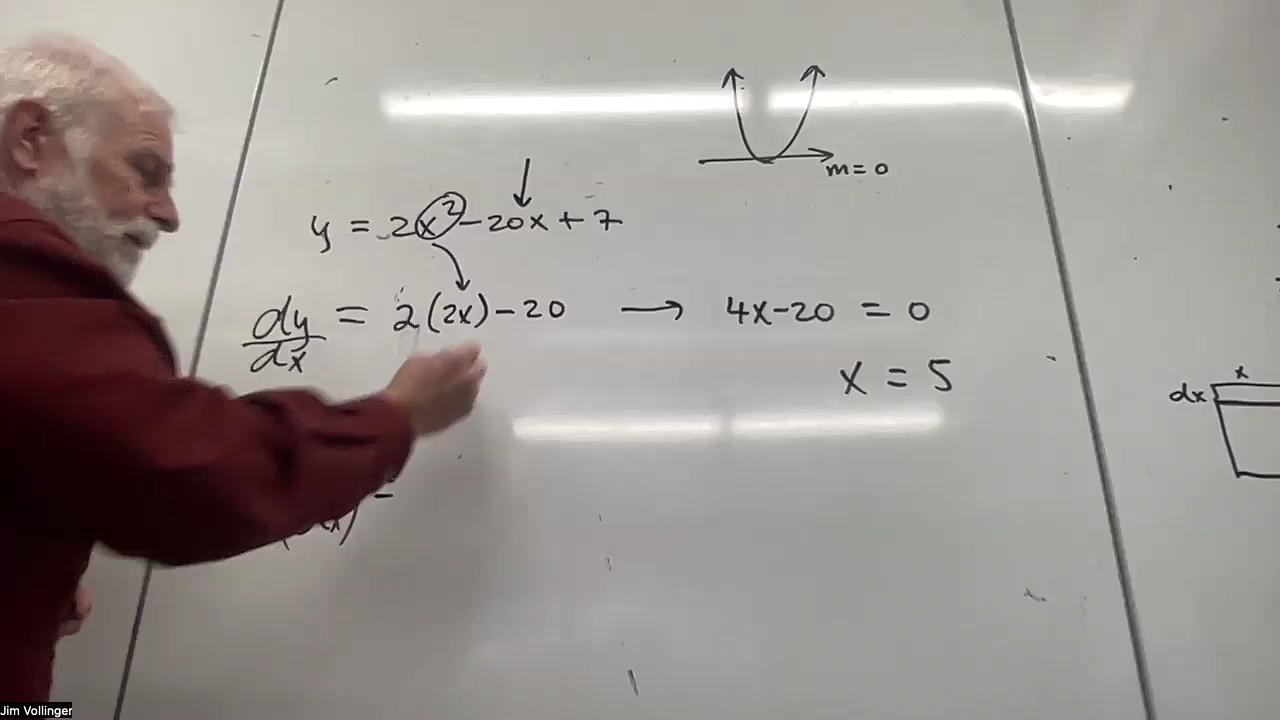 m=0
y = 2x² - 20x + 7
dy/dx = 2(2x) - 20 → 4x-20 = 0
x = 5
x
dx
Jim Vollinger